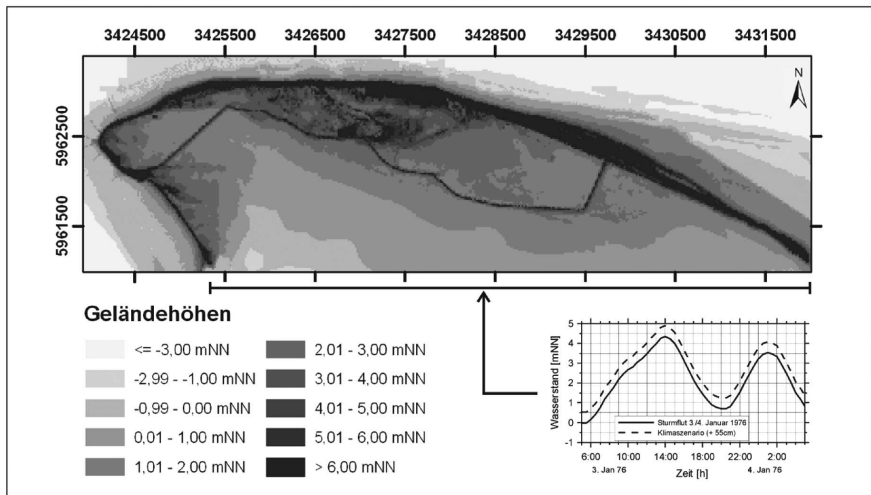 3424500 3425500 3426500 3427500 3428500 3429500 3430500 3431500
N
5962500
5961500
Geländehöhen
<= -3,00 mNN
-2,99 - -1,00 mNN
-0,99 - 0,00 mNN
0,01 - 1,00 mNN
1,01 - 2,00 mNN
2,01 - 3,00 mNN
3,01 - 4,00 mNN
4,01 - 5,00 mNN
5,01 - 6,00 mNN
> 6,00 mNN
Wasserstand [mNN]
5
4
3
2
1
0
-1
Sturmflut 3./4. Januar 1976
Klimaszenario (+ 55cm)
6:00 10:00 14:00 18:00 22:00 2:00
3. Jan 76 4. Jan 76
Zeit [h]